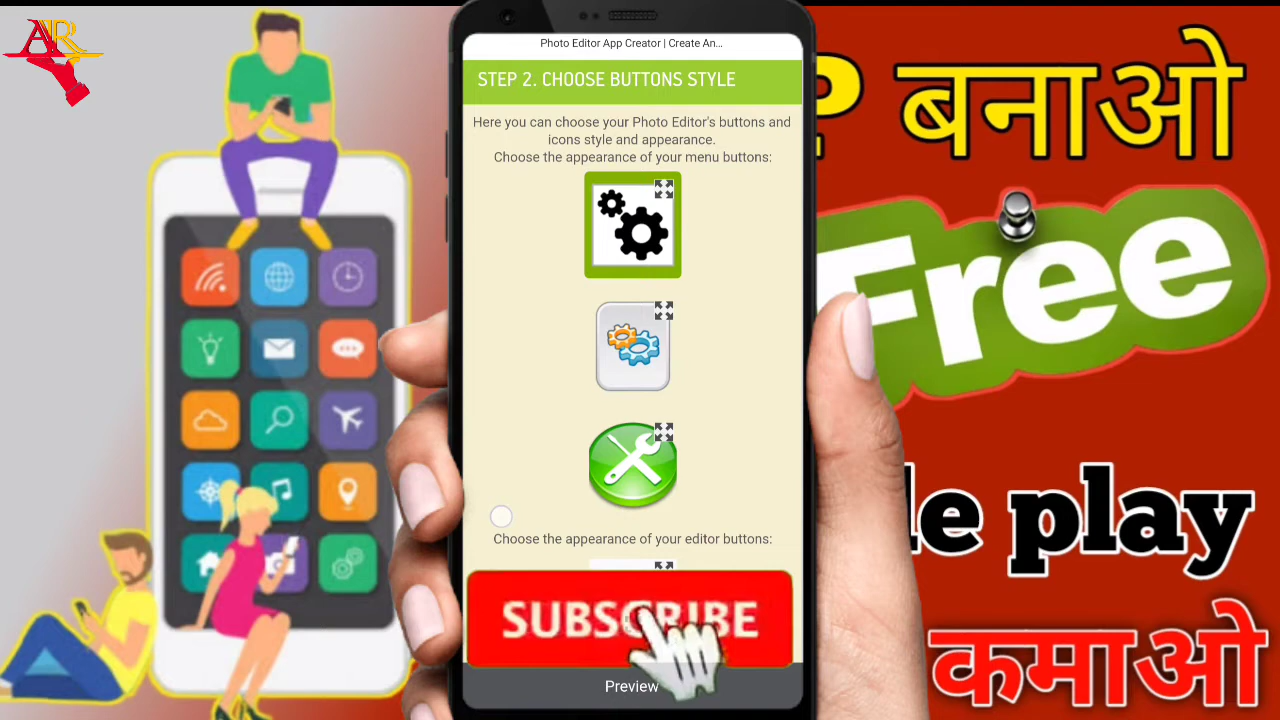 AR
Photo Editor App Creator | Create An...
STEP 2. CHOOSE BUTTONS STYLE
Here you can choose your Photo Editor's buttons and
icons style and appearance.
Choose the appearance of your menu buttons:
Choose the appearance of your editor buttons:
SUBSCRIBE
Preview
P बनाओ
Free
le play
कमाओ